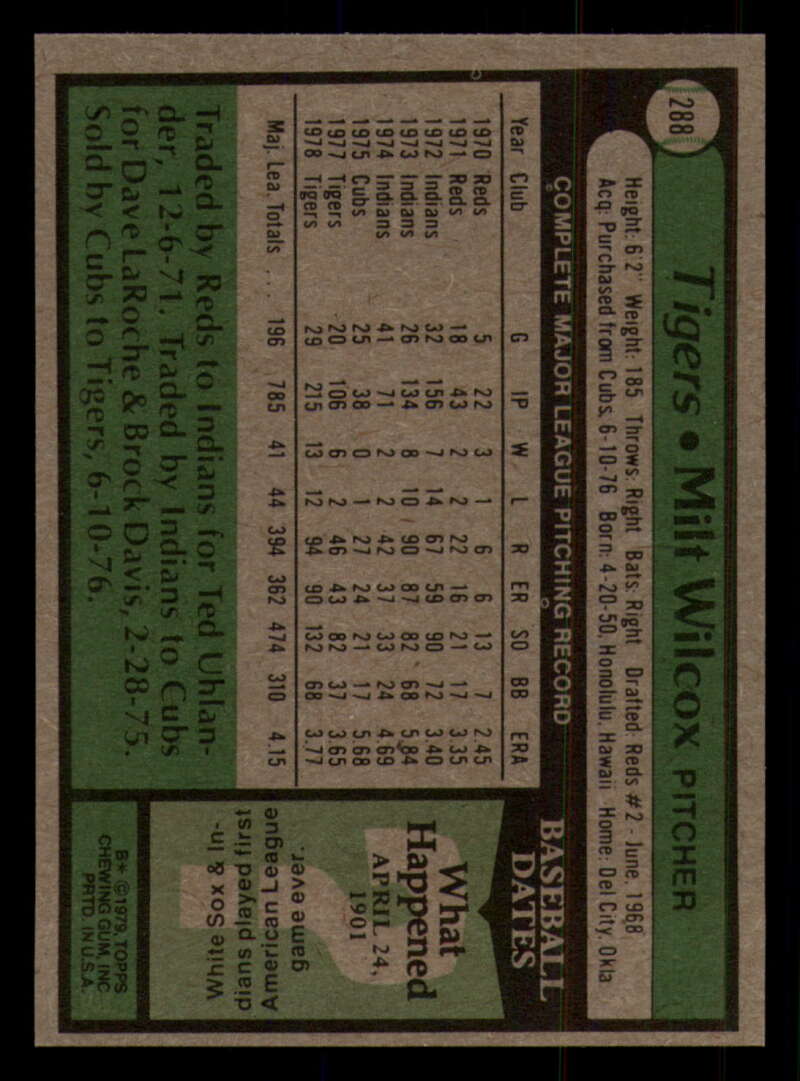 288
Tigers • Milt Wilcox PITCHER
Height: 6'2" Weight: 185 Throws: Right Bats: Right Drafted: Reds #2 - June, 1968
Acq: Purchased from Cubs, 6-10-76 Born: 4-20-50, Honolulu, Hawaii Home: Del City, Okla
COMPLETE MAJOR LEAGUE PITCHING RECORD
Year Club G IP W L R ER SO BB ERA
1970 Reds 5 22 3 1 6 6 13 7 2.45
1971 Reds 18 43 2 2 22 16 21 17 3.35
1972 Indians 32 156 7 14 67 59 90 72 3.40
1973 Indians 26 134 8 10 90 87 82 68 5.84
1974 Indians 41 71 2 2 42 37 33 24 4.69
1975 Cubs 25 38 0 1 27 24 21 17 5.68
1977 Tigers 20 106 6 2 46 43 82 37 3.65
1978 Tigers 29 215 13 12 94 90 132 68 3.77
Maj. Lea. Totals . . . 196 785 41 44 394 362 474 310 4.15
Traded by Reds to Indians for Ted Uhlan-
der, 12-6-71. Traded by Indians to Cubs
for Dave LaRoche & Brock Davis, 2-28-75.
Sold by Cubs to Tigers, 6-10-76.
BASEBALL
DATES
What
Happened
APRIL 24,
1901
White Sox & In-
dians played first
American League
game ever.
B* ©1979, TOPPS
CHEWING GUM, INC.
PRTD. IN U.S.A.